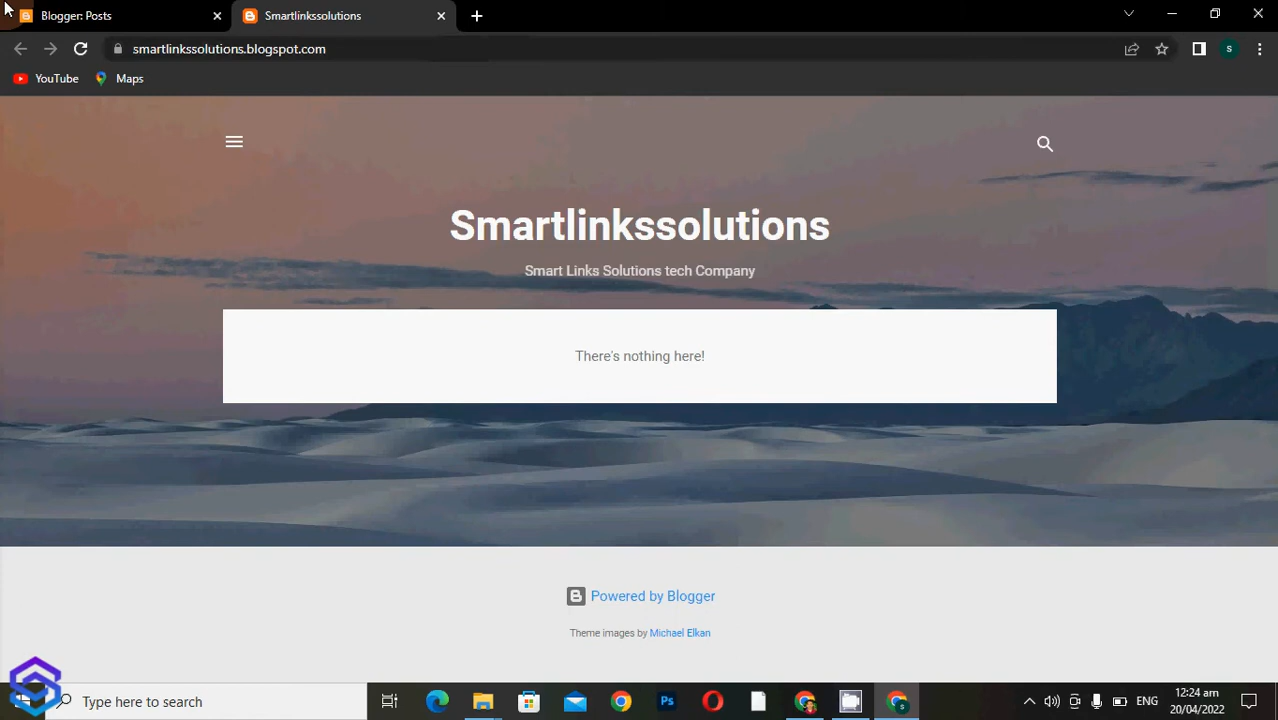 Blogger: Posts
Smartlinkssolutions
smartlinkssolutions.blogspot.com
S
YouTube
Maps
Smartlinkssolutions
Smart Links Solutions tech Company
There's nothing here!
Powered by Blogger
Theme images by Michael Elkan
Type here to search
Ps
S
ENG
12:24 am
20/04/2022